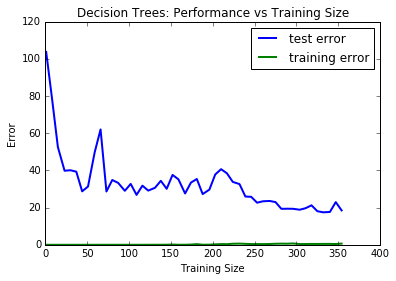 Decision Trees: Performance vs Training Size
120
100
80
60
40
20
0
Error
test error
training error
0 50 100 150 200 250 300 350 400
Training Size